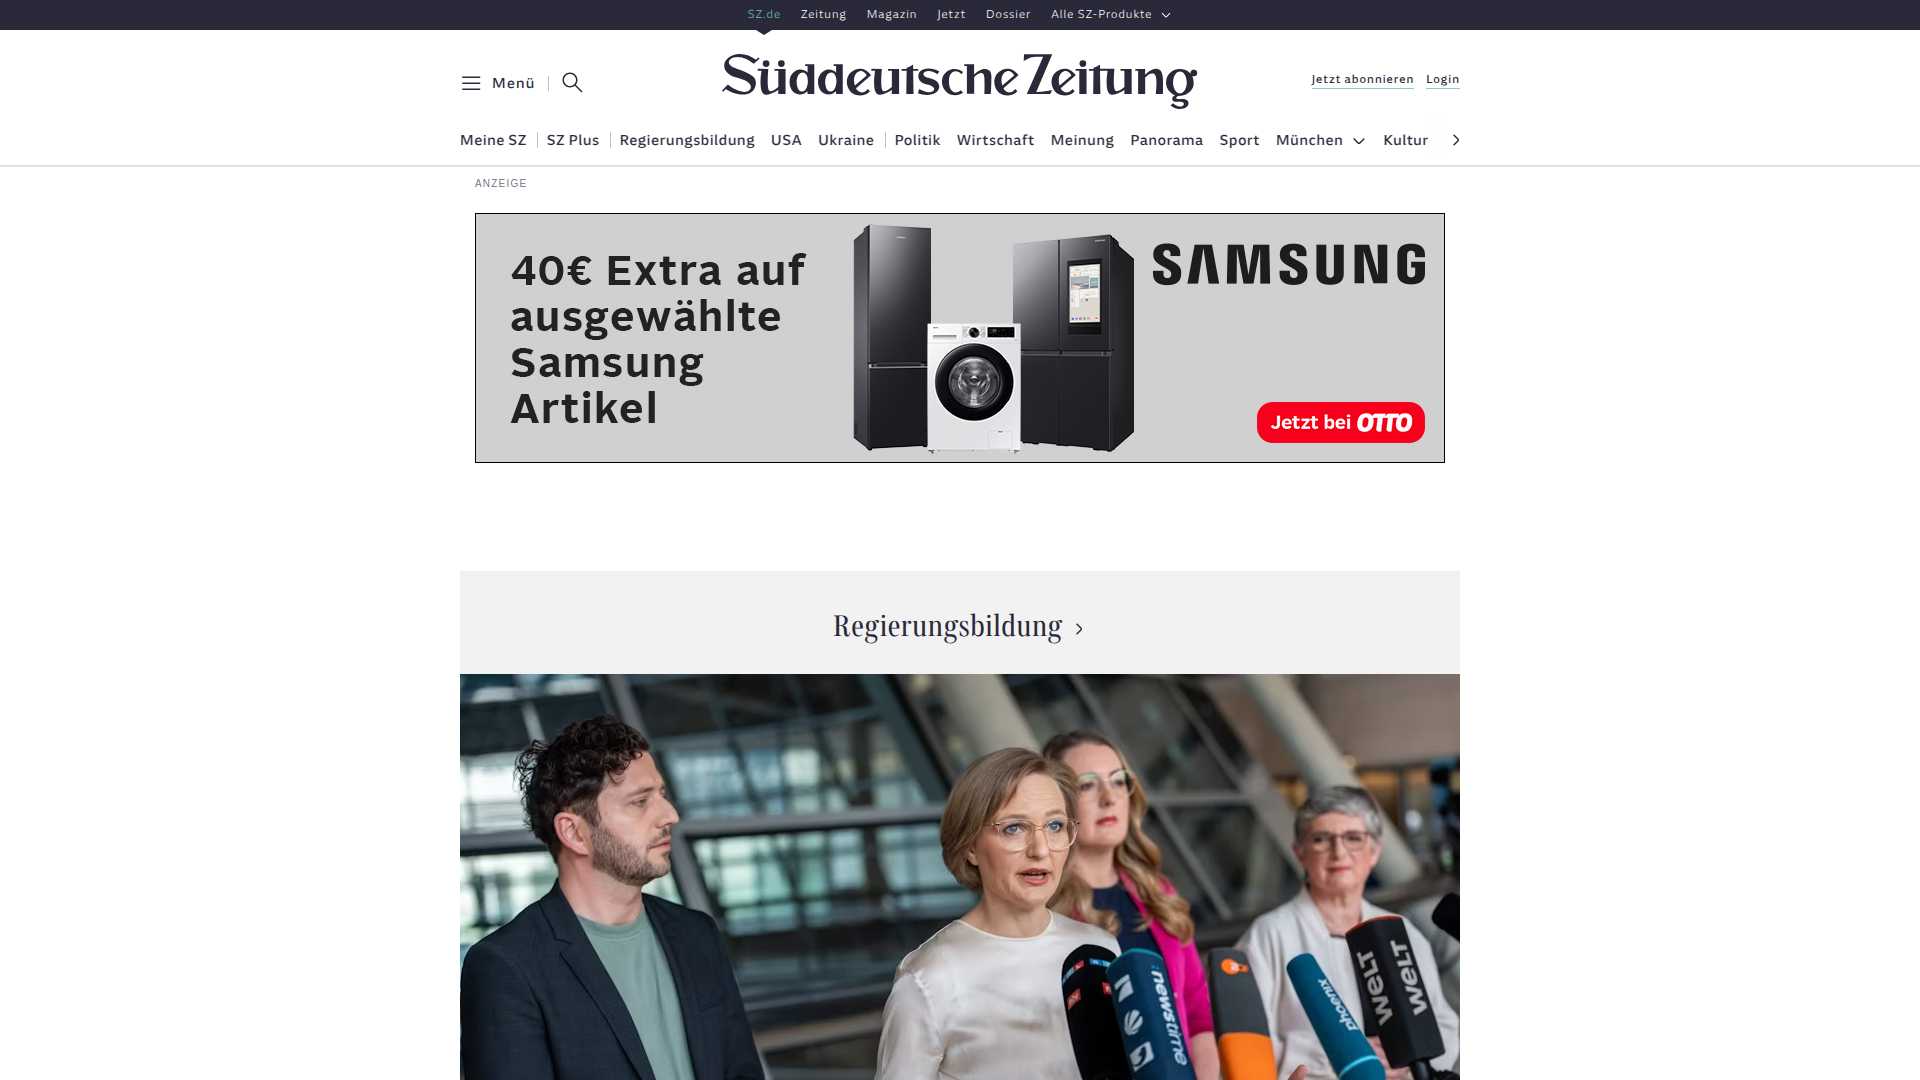 SZ.de Zeitung Magazin Jetzt Dossier Alle SZ-Produkte
Menü
Süddeutsche Zeitung
Jetzt abonnieren Login
Meine SZ SZ Plus Regierungsbildung USA Ukraine Politik Wirtschaft Meinung Panorama Sport München Kultur
ANZEIGE
40€ Extra auf
ausgewählte
Samsung
Artikel
SAMSUNG
Jetzt bei OTTO
Regierungsbildung
newstime
phoenix
WELT
WELT